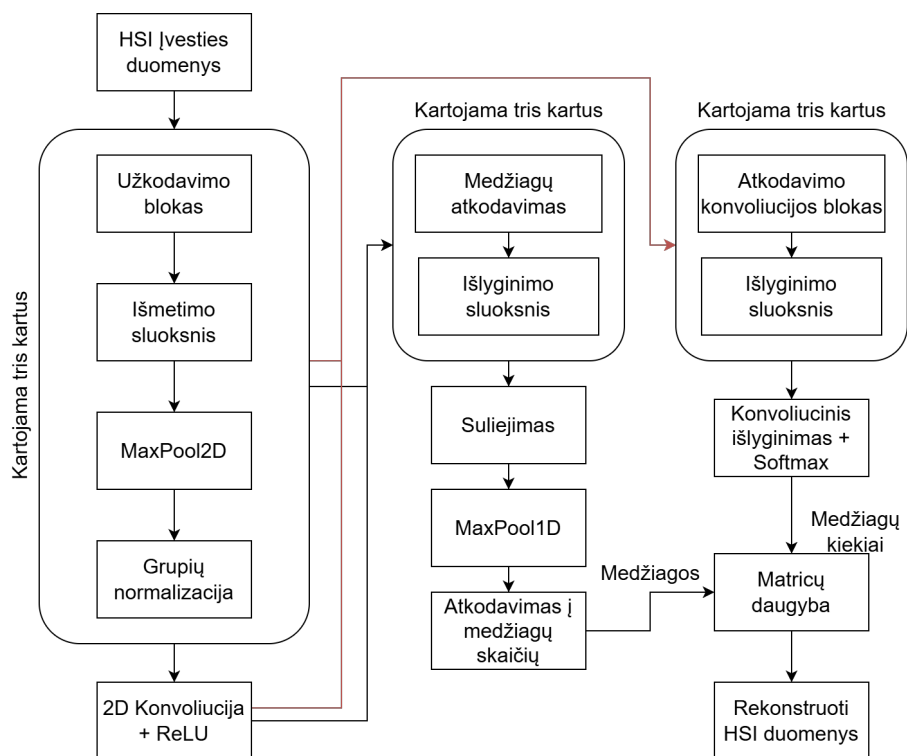 HSI Įvesties
duomenys
Kartojama tris kartus
Užkodavimo
blokas
Išmetimo
sluoksnis
MaxPool2D
Grupių
normalizacija
2D Konvoliucija
+ ReLU
Kartojama tris kartus
Medžiagų
atkodavimas
Išlyginimo
sluoksnis
Suliejimas
MaxPool1D
Atkodavimas į
medžiagų
skaičių
Medžiagos
Kartojama tris kartus
Atkodavimo
konvoliucijos blokas
Išlyginimo
sluoksnis
Konvoliucinis
išlyginimas +
Softmax
Medžiagų
kiekiai
Matricų
daugyba
Rekonstruoti
HSI duomenys